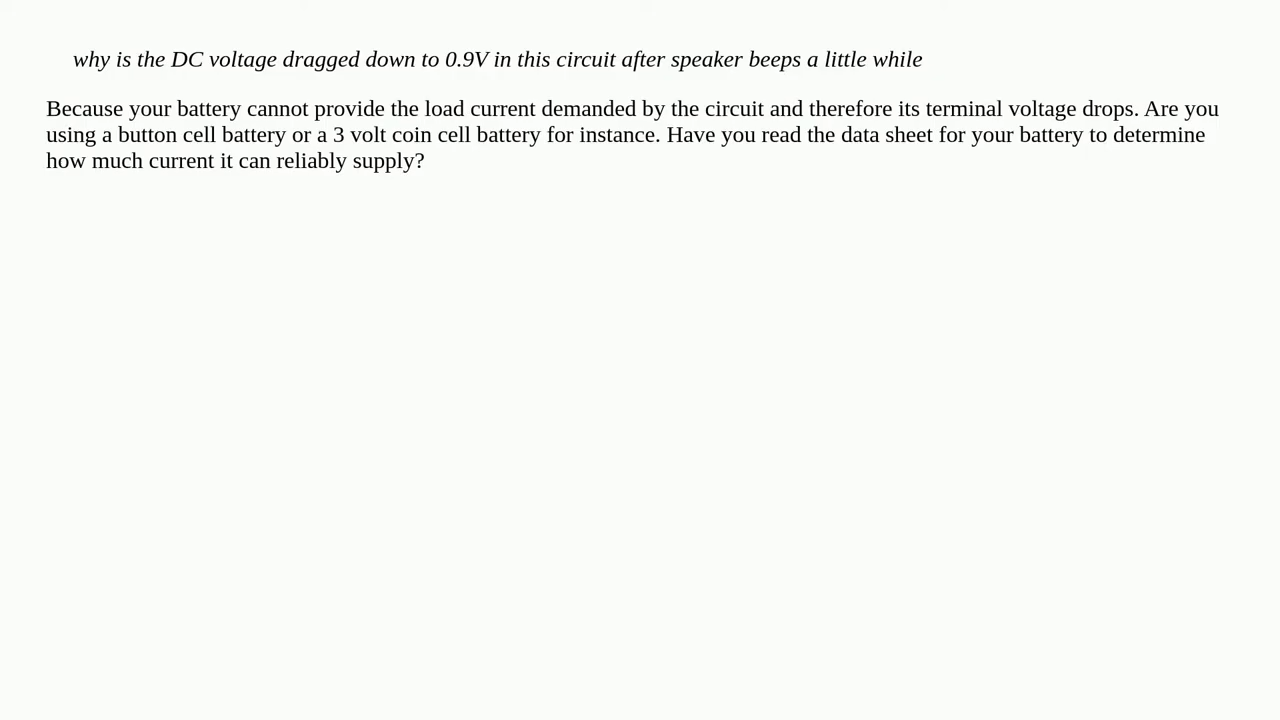 why is the DC voltage dragged down to 0.9V in this circuit after speaker beeps a little while
Because your battery cannot provide the load current demanded by the circuit and therefore its terminal voltage drops. Are you
using a button cell battery or a 3 volt coin cell battery for instance. Have you read the data sheet for your battery to determine
how much current it can reliably supply?